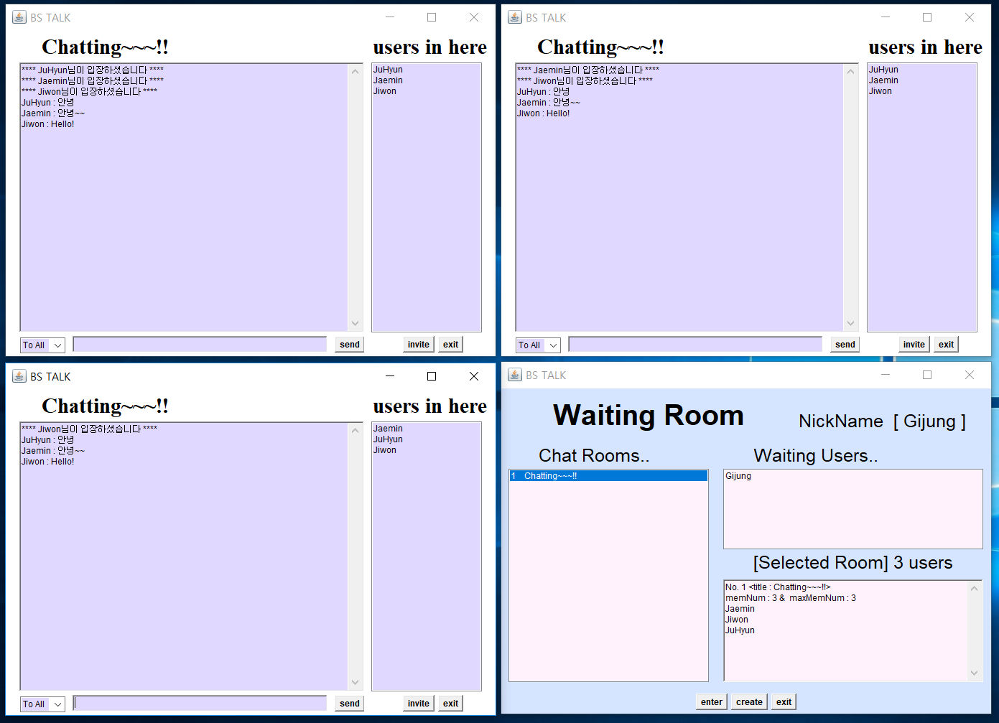 BS TALK
Chatting~~~!!
users in here
**** JuHyun님이 입장하셨습니다 ****
**** Jaemin님이 입장하셨습니다 ****
**** Jiwon님이 입장하셨습니다 ****
JuHyun : 안녕
Jaemin : 안녕~~
Jiwon : Hello!
JuHyun
Jaemin
Jiwon
To All
send
invite
exit
BS TALK
Chatting~~~!!
users in here
**** Jaemin님이 입장하셨습니다 ****
**** Jiwon님이 입장하셨습니다 ****
JuHyun : 안녕
Jaemin : 안녕~~
Jiwon : Hello!
JuHyun
Jaemin
Jiwon
To All
send
invite
exit
BS TALK
Chatting~~~!!
users in here
**** Jiwon님이 입장하셨습니다 ****
JuHyun : 안녕
Jaemin : 안녕~~
Jiwon : Hello!
Jaemin
JuHyun
Jiwon
To All
send
invite
exit
BS TALK
Waiting Room
NickName [ Gijung ]
Chat Rooms..
1 Chatting~~~!!
Waiting Users..
Gijung
[Selected Room] 3 users
No. 1 <title : Chatting~~~!!>
memNum : 3 & maxMemNum : 3
Jaemin
Jiwon
JuHyun
enter
create
exit